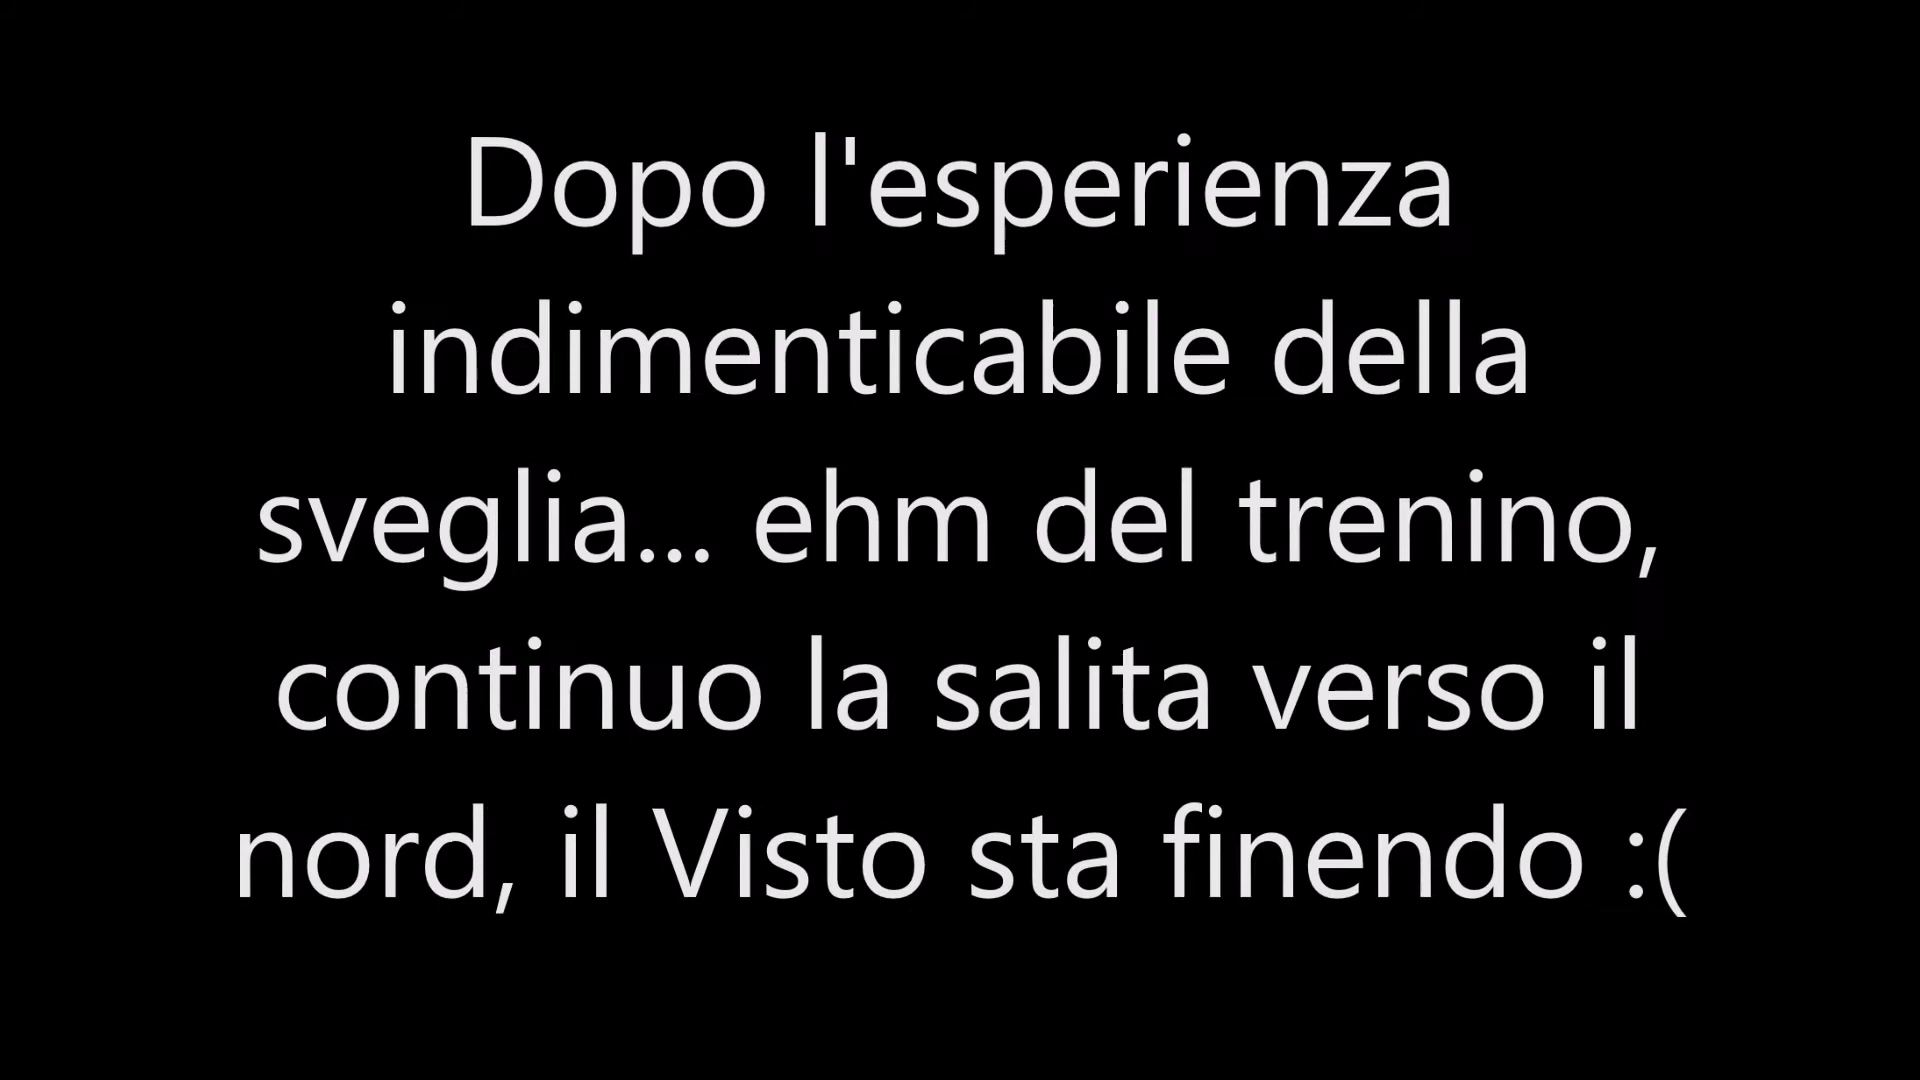 Dopo l'esperienza
indimenticabile della
sveglia... ehm del trenino,
continuo la salita verso il
nord, il Visto sta finendo :(